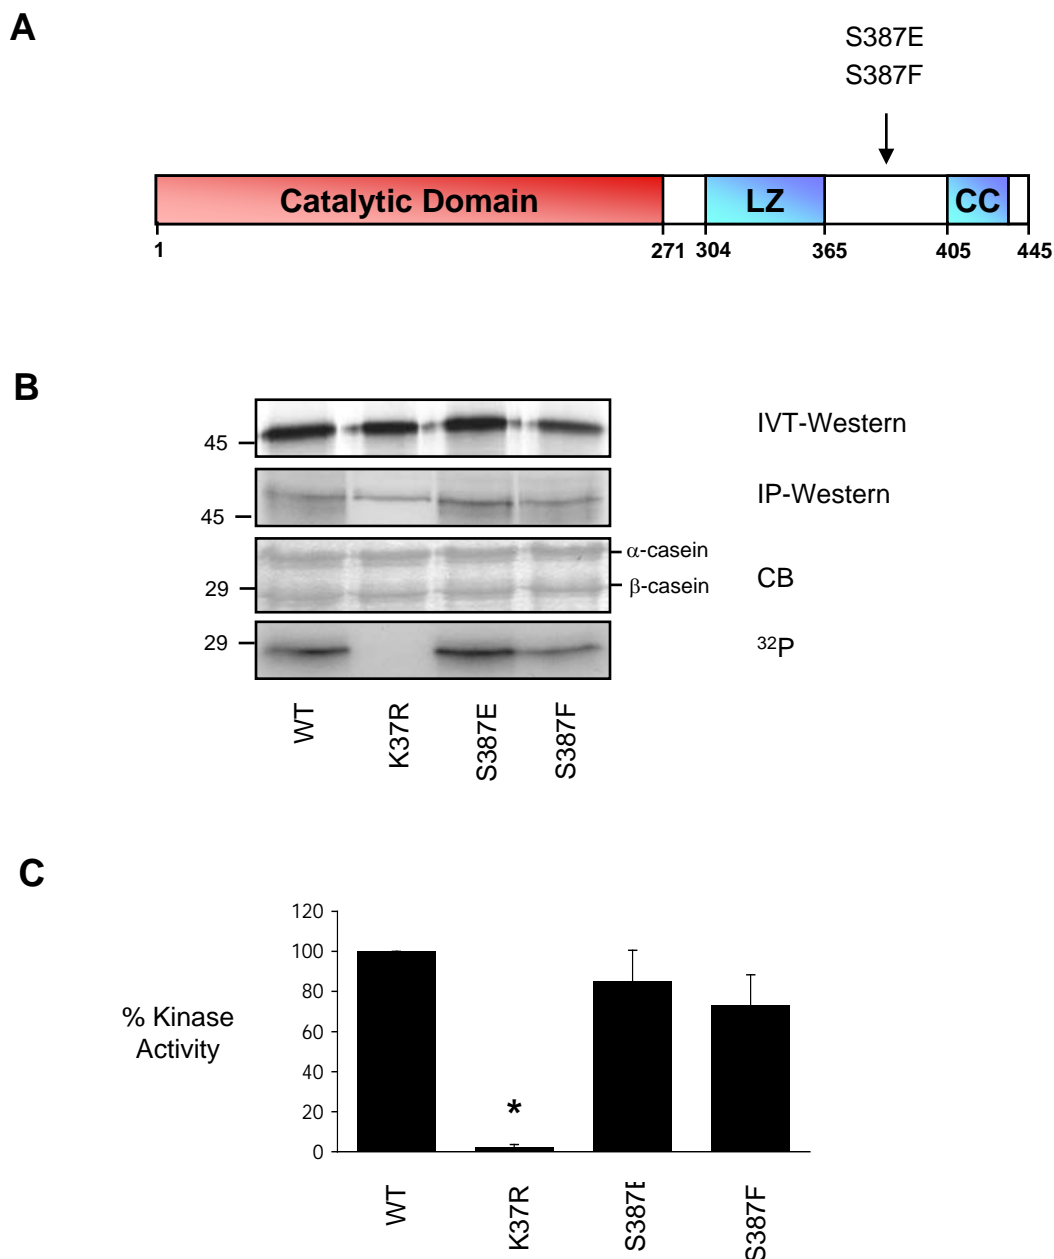 A
S387E
S387F
Catalytic Domain
LZ
CC
1
271
304
365
405
445
B
45
IVT-Western
45
IP-Western
α-casein
29
β-casein
CB
29
32P
WT
K37R
S387E
S387F
C
120
100
80
60
40
20
0
% Kinase
Activity
*
WT
K37R
S387E
S387F